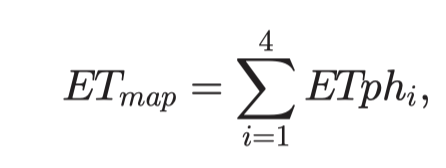 ET_{map} = \sum_{i=1}^{4} ETph_i,